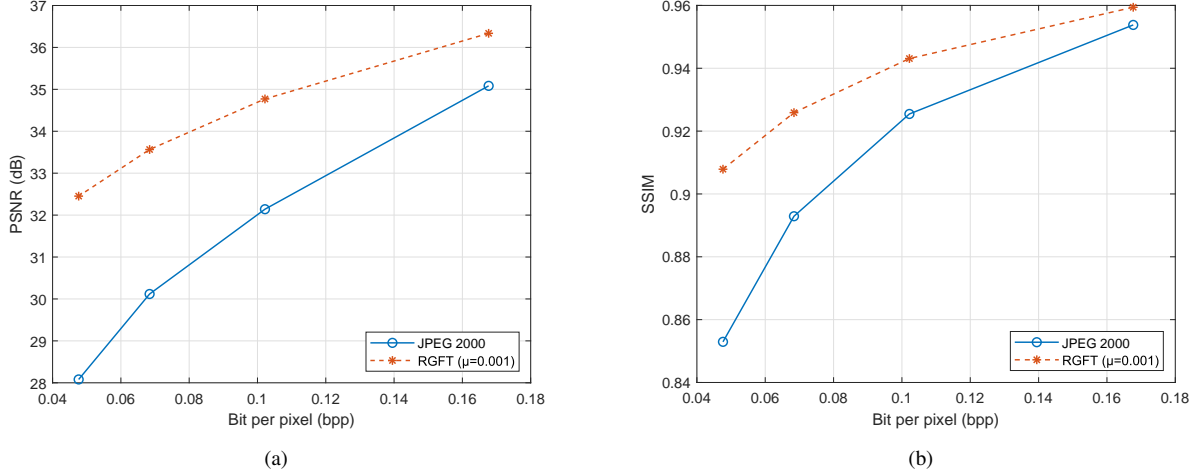 37
36
35
34
33
32
31
30
29
28
PSNR (dB)
0.04 0.06 0.08 0.1 0.12 0.14 0.16 0.18
Bit per pixel (bpp)
JPEG 2000
RGFT (μ=0.001)
(a)
0.96
0.94
0.92
0.9
0.88
0.86
0.84
SSIM
0.04 0.06 0.08 0.1 0.12 0.14 0.16 0.18
Bit per pixel (bpp)
JPEG 2000
RGFT (μ=0.001)
(b)